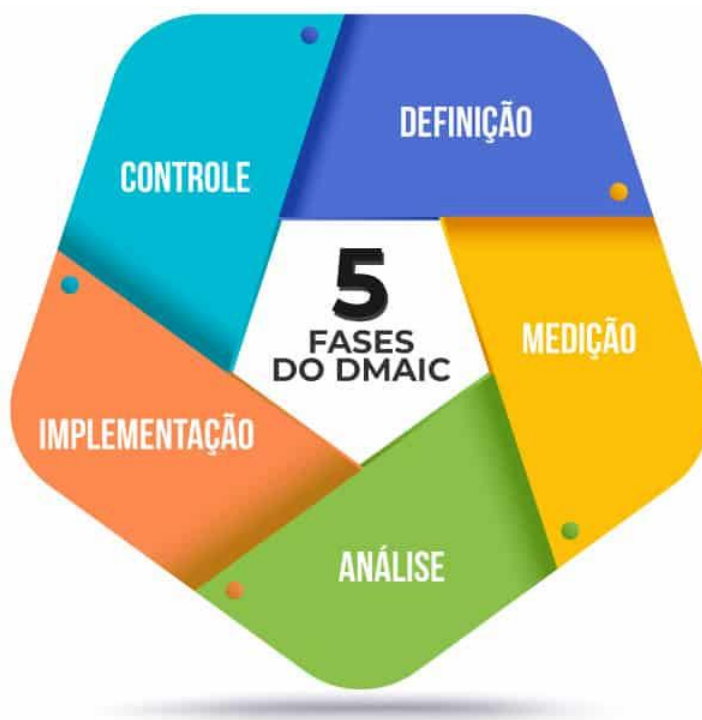 5
FASES
DO DMAIC
DEFINIÇÃO
MEDIÇÃO
ANÁLISE
IMPLEMENTAÇÃO
CONTROLE